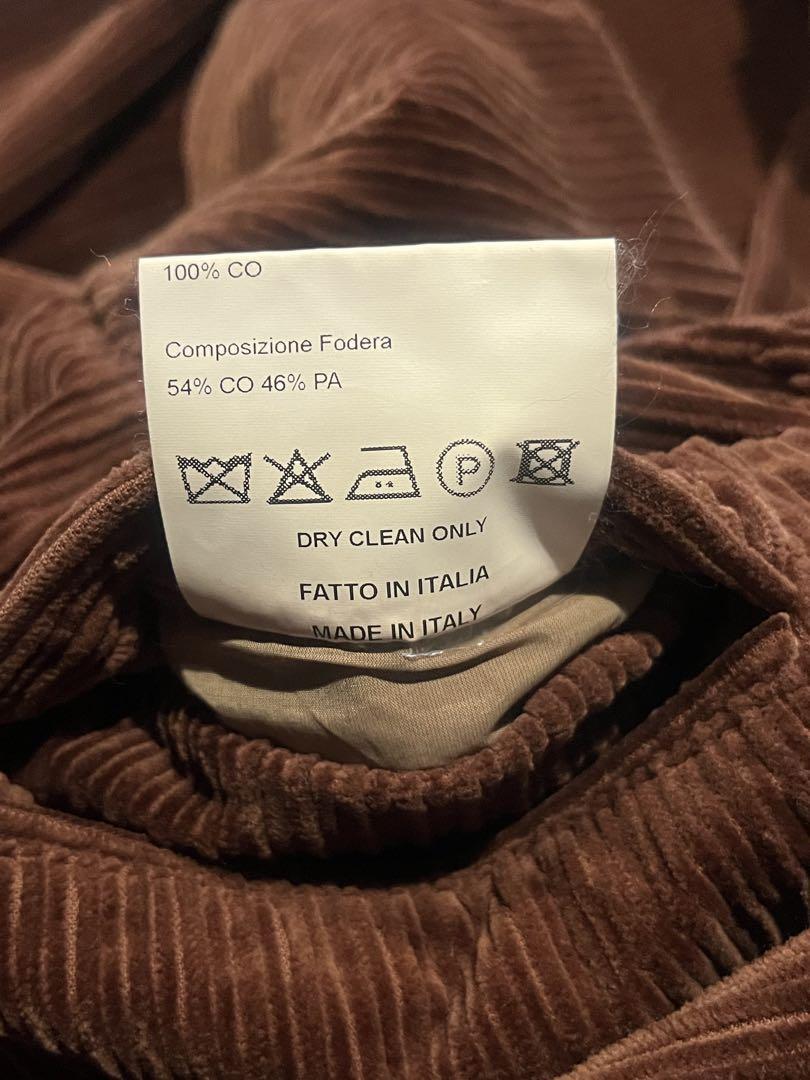 100% CO
Composizione Fodera
54% CO 46% PA
P
DRY CLEAN ONLY
FATTO IN ITALIA
MADE IN ITALY